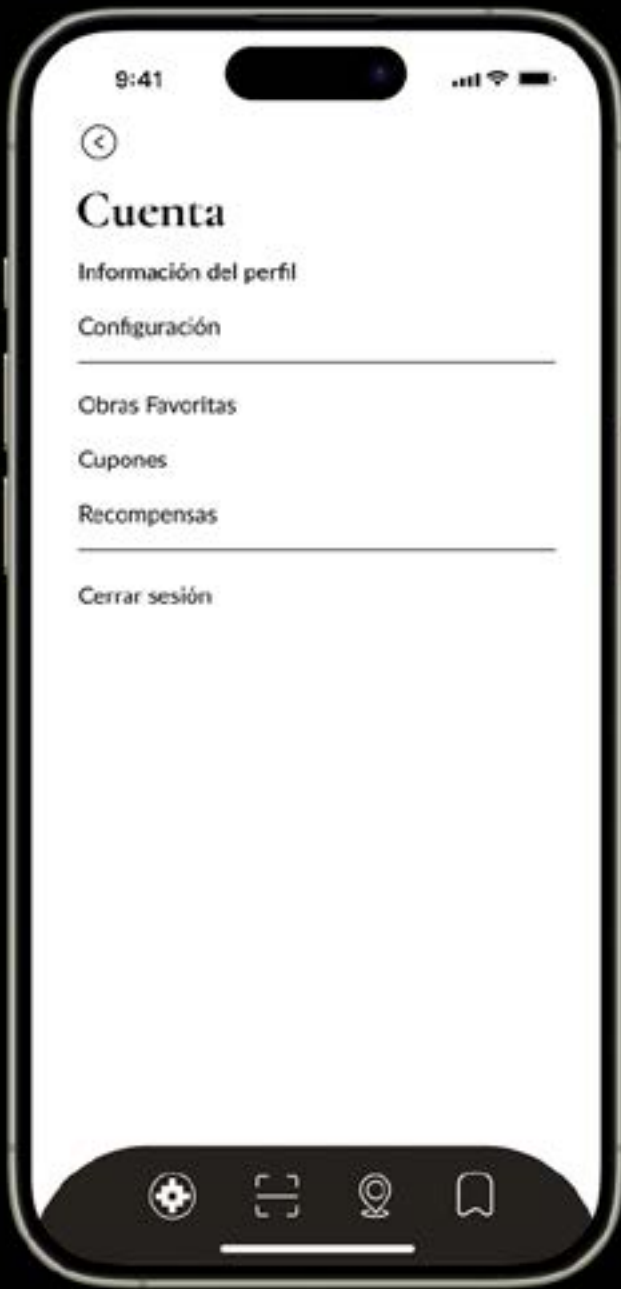 9:41
Cuenta
Información del perfil
Configuración
Obras Favoritas
Cupones
Recompensas
Cerrar sesión